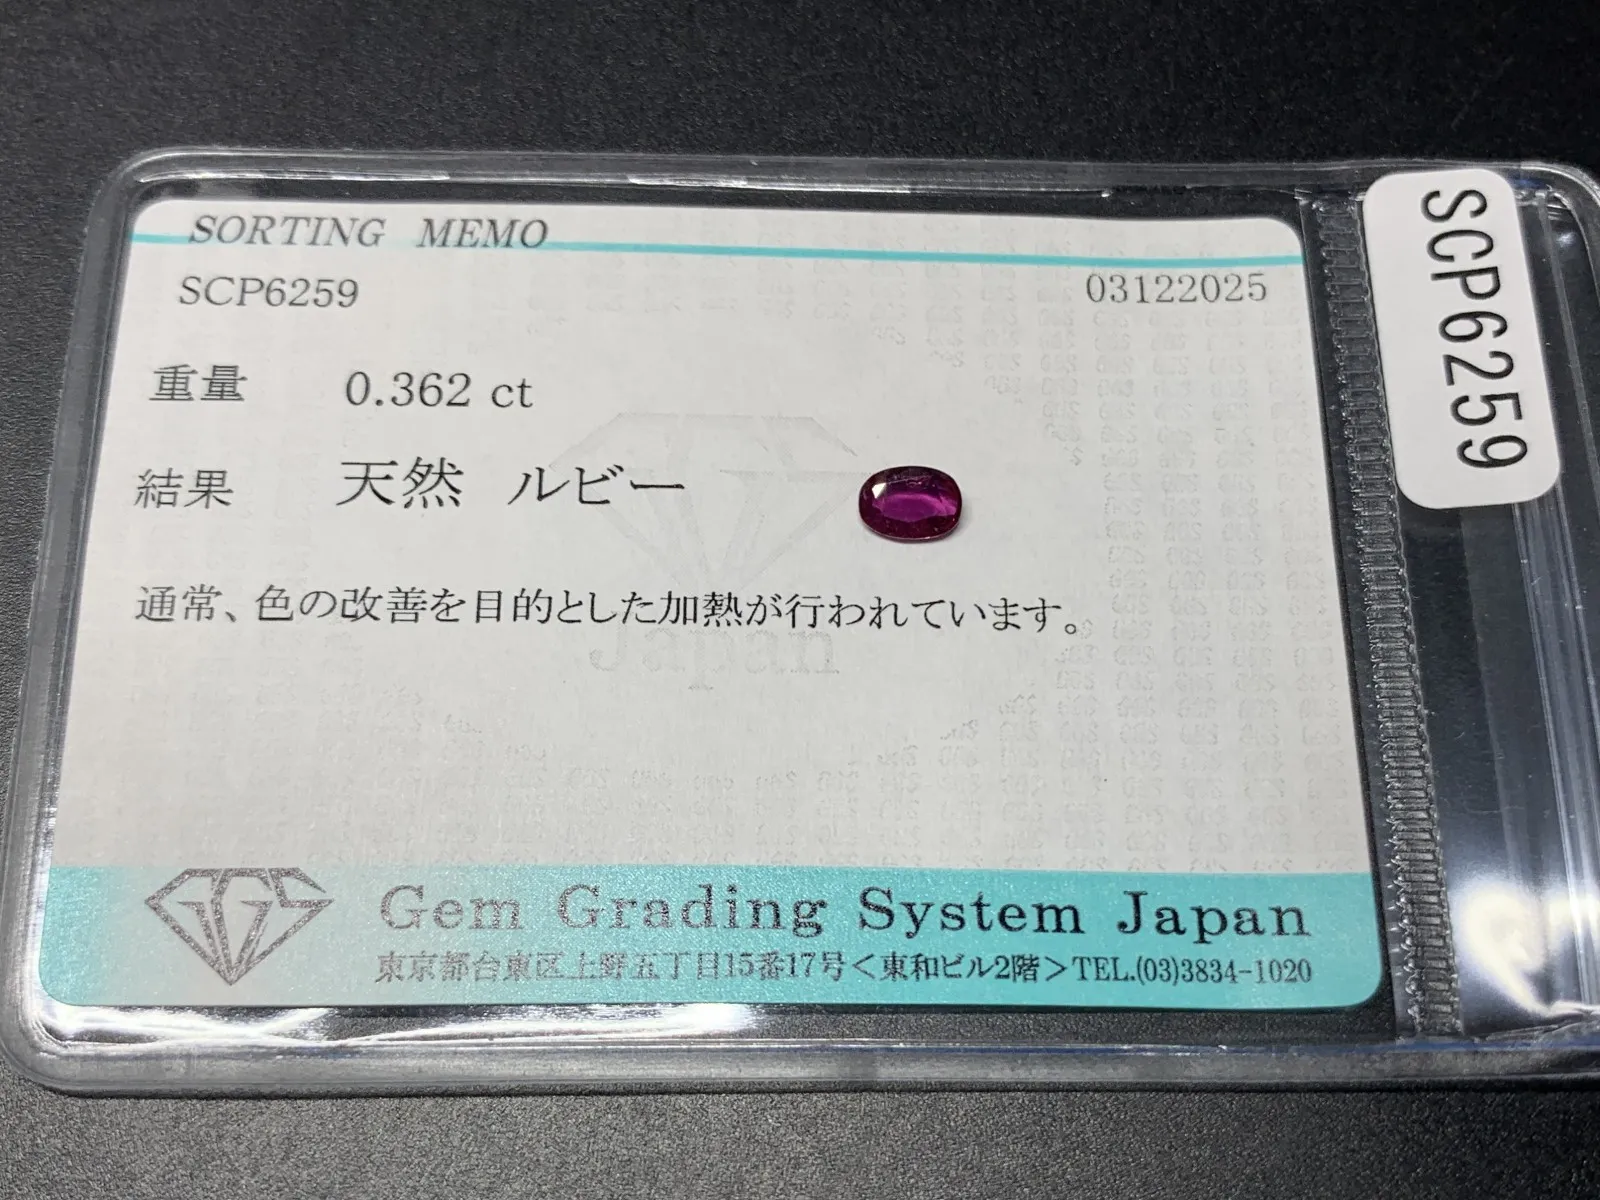 SORTING MEMO
SCP6259 03122025
重量 0.362 ct
結果 天然 ルビー
通常、色の改善を目的とした加熱が行われています。
Japan
GGS Gem Grading System Japan
東京都台東区上野五丁目15番17号＜東和ビル2階＞TEL.(03)3834-1020
SCP6259